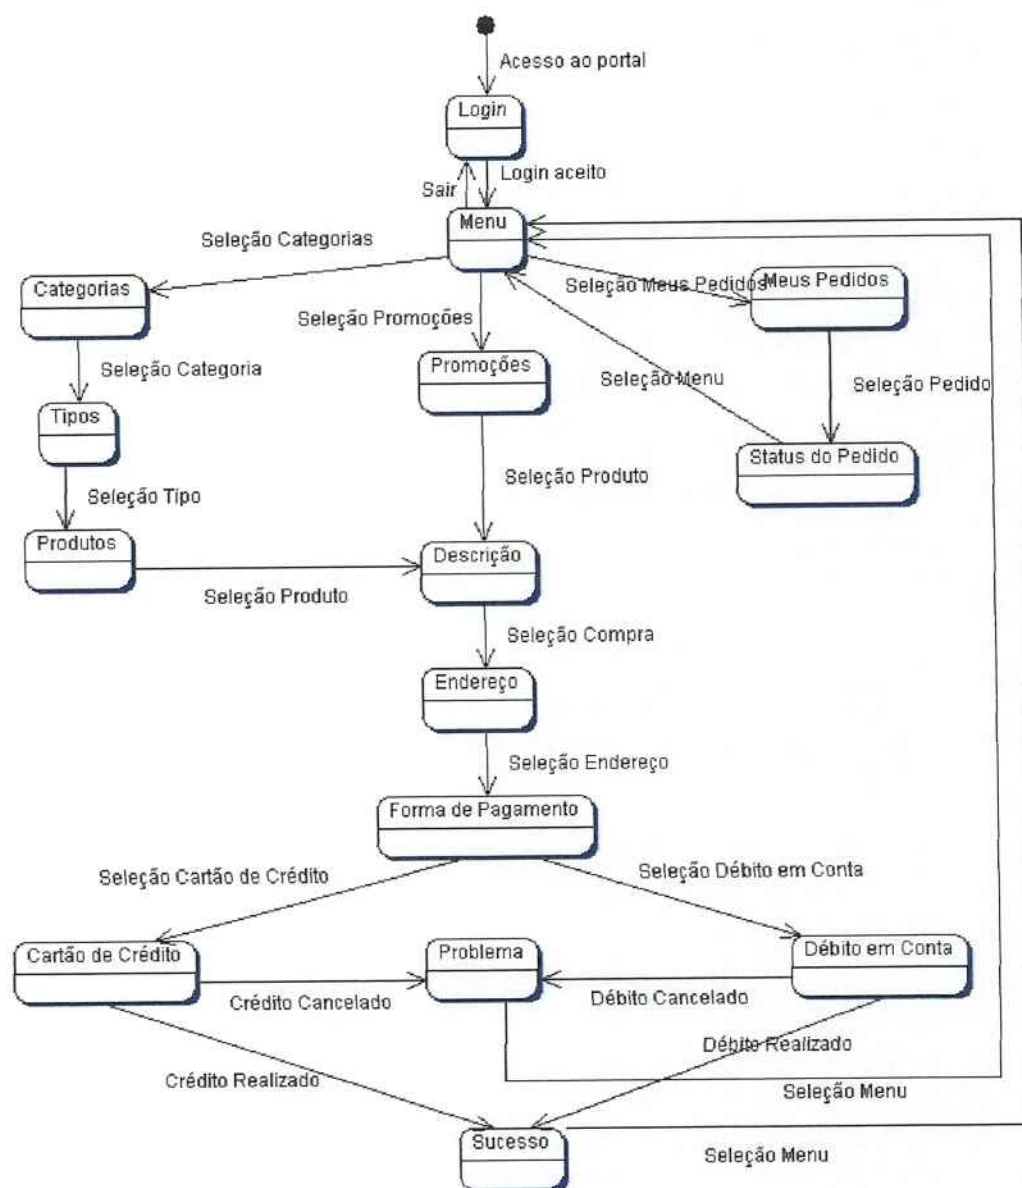 Acesso ao portal
Login
Sair
Login aceito
Menu
Seleção Categorias
Seleção Meus Pedidos
Meus Pedidos
Categorias
Seleção Promoções
Seleção Categoria
Promoções
Seleção Menu
Seleção Pedido
Tipos
Status do Pedido
Seleção Produto
Seleção Tipo
Produtos
Descrição
Seleção Produto
Seleção Compra
Endereço
Seleção Endereço
Forma de Pagamento
Seleção Cartão de Crédito
Seleção Débito em Conta
Cartão de Crédito
Problema
Débito em Conta
Crédito Cancelado
Débito Cancelado
Débito Realizado
Crédito Realizado
Seleção Menu
Sucesso
Seleção Menu